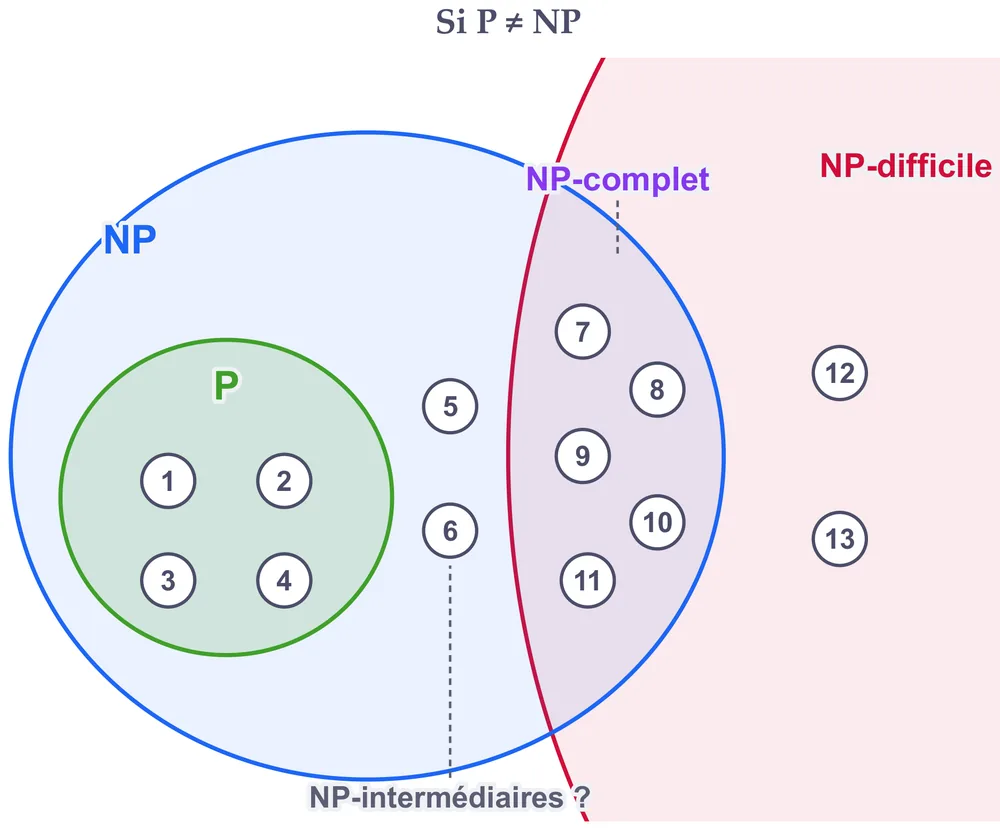 Si P ≠ NP
NP-complet
NP-difficile
NP
P
7
12
8
5
9
1
2
10
6
13
3
4
11
NP-intermédiaires ?